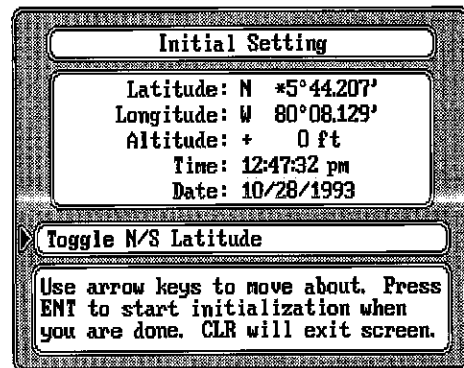 Initial Setting
Latitude: N *5°44.207'
Longitude: W 80°08.129'
Altitude: + 0 ft
Time: 12:47:32 pm
Date: 10/28/1993
Toggle N/S Latitude
Use arrow keys to move about. Press
ENT to start initialization when
you are done. CLR will exit screen.